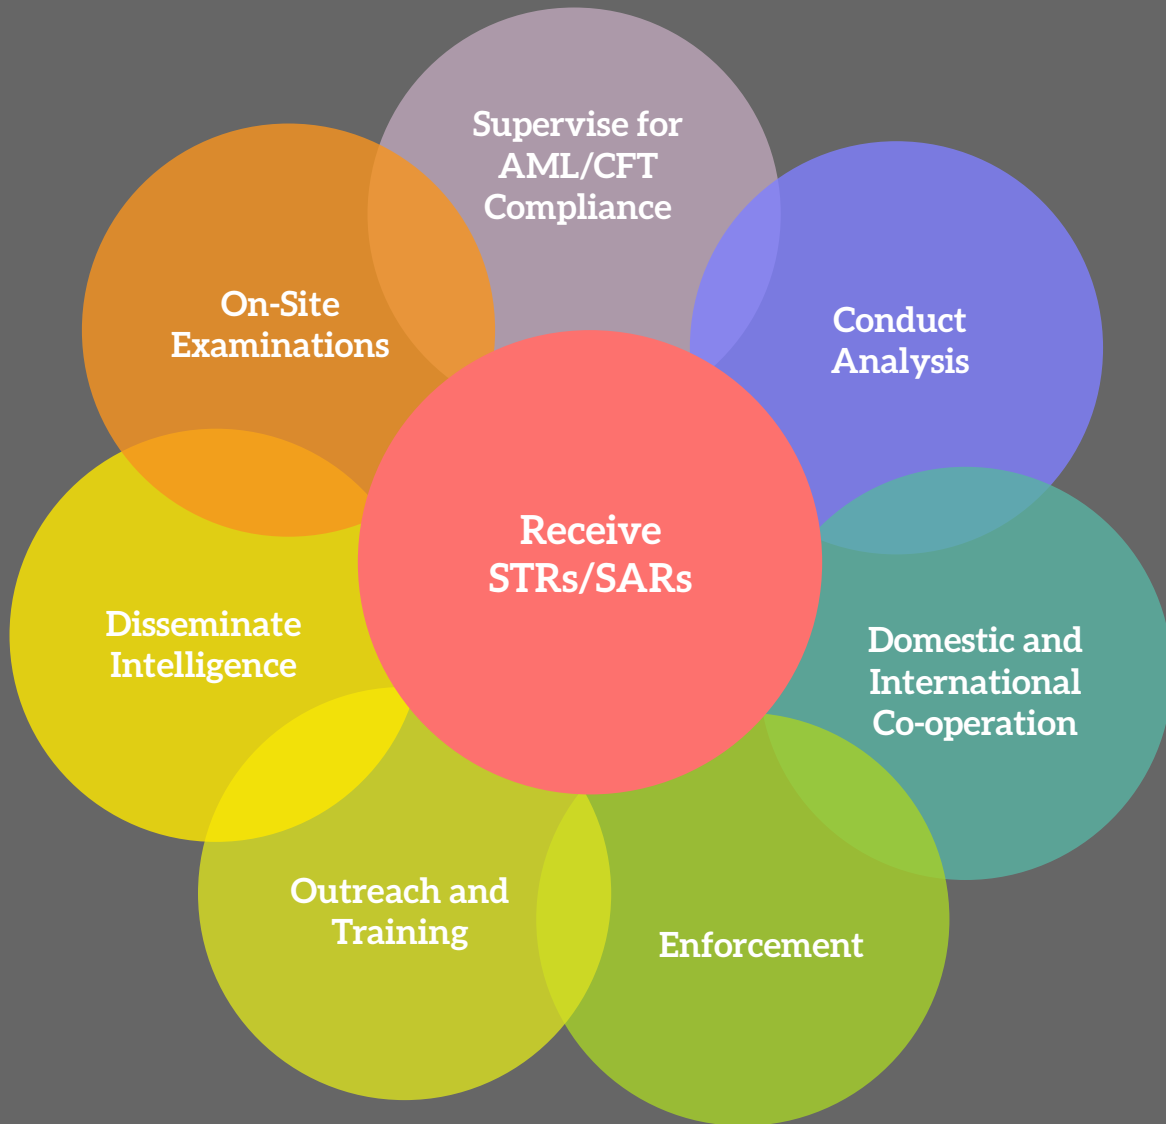 Supervise for
AML/CFT
Compliance
On-Site
Examinations
Conduct
Analysis
Receive
STRs/SARs
Disseminate
Intelligence
Domestic and
International
Co-operation
Outreach and
Training
Enforcement